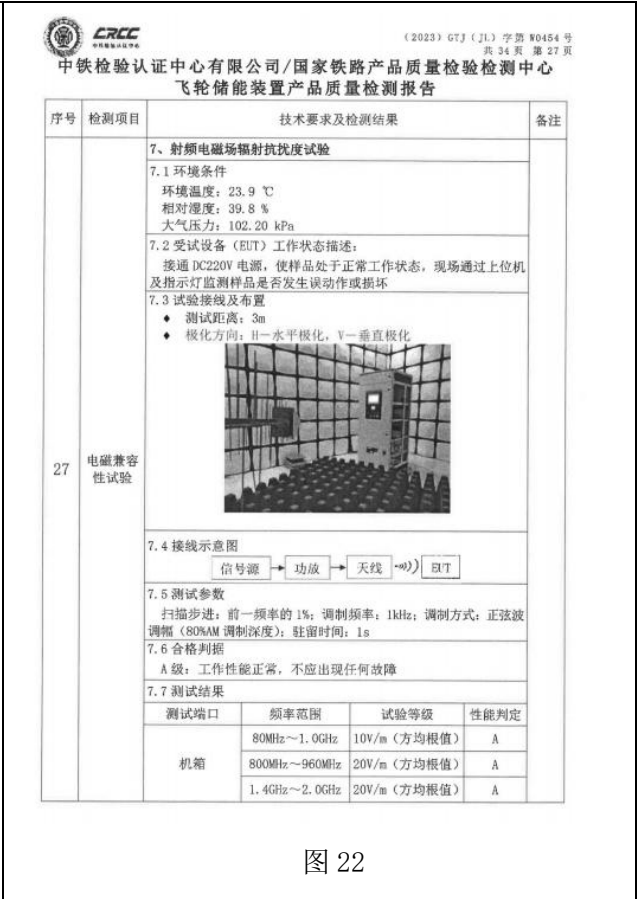 CRCC
中铁检验认证中心
（2023）GTJ（JL）字第 W0454 号
共 34 页 第 27 页
中铁检验认证中心有限公司/国家铁路产品质量检验检测中心
飞轮储能装置产品质量检测报告
序号 检测项目 技术要求及检测结果 备注
27 电磁兼容性试验
7、射频电磁场辐射抗扰度试验
7.1 环境条件
环境温度：23.9 ℃
相对湿度：39.8 %
大气压力：102.20 kPa
7.2 受试设备（EUT）工作状态描述：
接通 DC220V 电源，使样品处于正常工作状态，现场通过上位机
及指示灯监测样品是否发生误动作或损坏
7.3 试验接线及布置
♦ 测试距离：3m
♦ 极化方向：H－水平极化，V－垂直极化
7.4 接线示意图
信号源 功放 天线 EUT
7.5 测试参数
扫描步进：前一频率的 1%；调制频率：1kHz；调制方式：正弦波
调幅（80%AM 调制深度）；驻留时间：1s
7.6 合格判据
A 级：工作性能正常，不应出现任何故障
7.7 测试结果
测试端口 频率范围 试验等级 性能判定
机箱
80MHz～1.0GHz 10V/m（方均根值） A
800MHz～960MHz 20V/m（方均根值） A
1.4GHz～2.0GHz 20V/m（方均根值） A
图 22